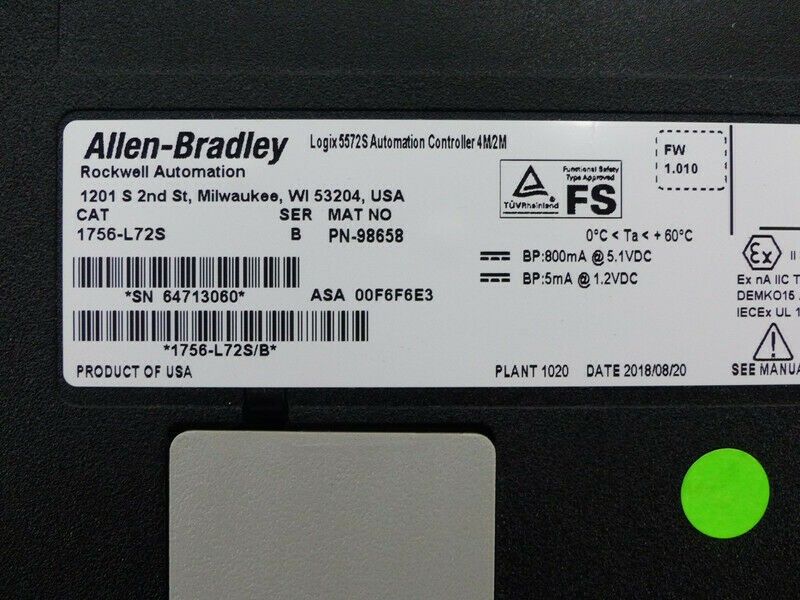 Allen-Bradley
Logix5572S Automation Controller 4M/2M
Rockwell Automation
1201 S 2nd St, Milwaukee, WI 53204, USA
CAT SER MAT NO
1756-L72S B PN-98658
*SN 64713060* ASA 00F6F6E3
*1756-L72S/B*
PRODUCT OF USA
FW
1.010
TÜVRheinland
Functional Safety
Type Approved
FS
0°C < Ta < + 60°C
BP:800mA @ 5.1VDC
BP:5mA @ 1.2VDC
Ex II
Ex nA IIC T
DEMKO15
IECEx UL 1
PLANT 1020 DATE 2018/08/20
SEE MANUA